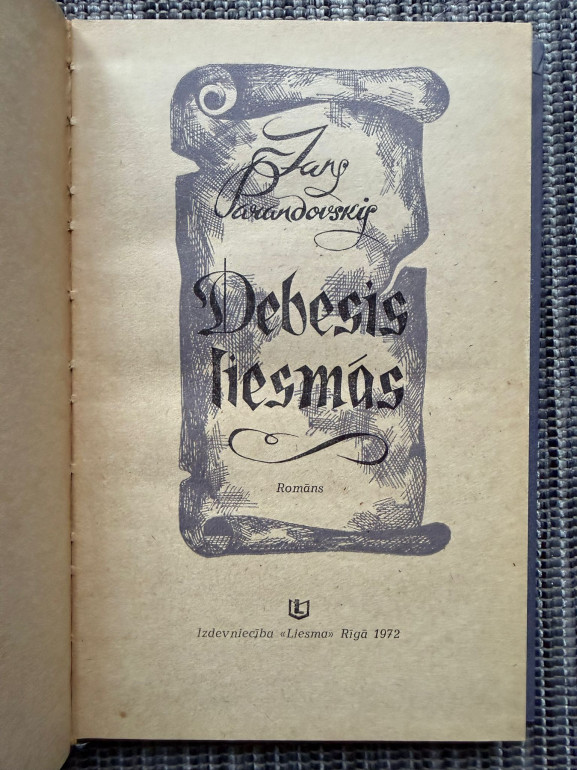 Jans
Parandovskis
Debesis
liesmās
Romāns
Izdevniecība «Liesma» Rīgā 1972